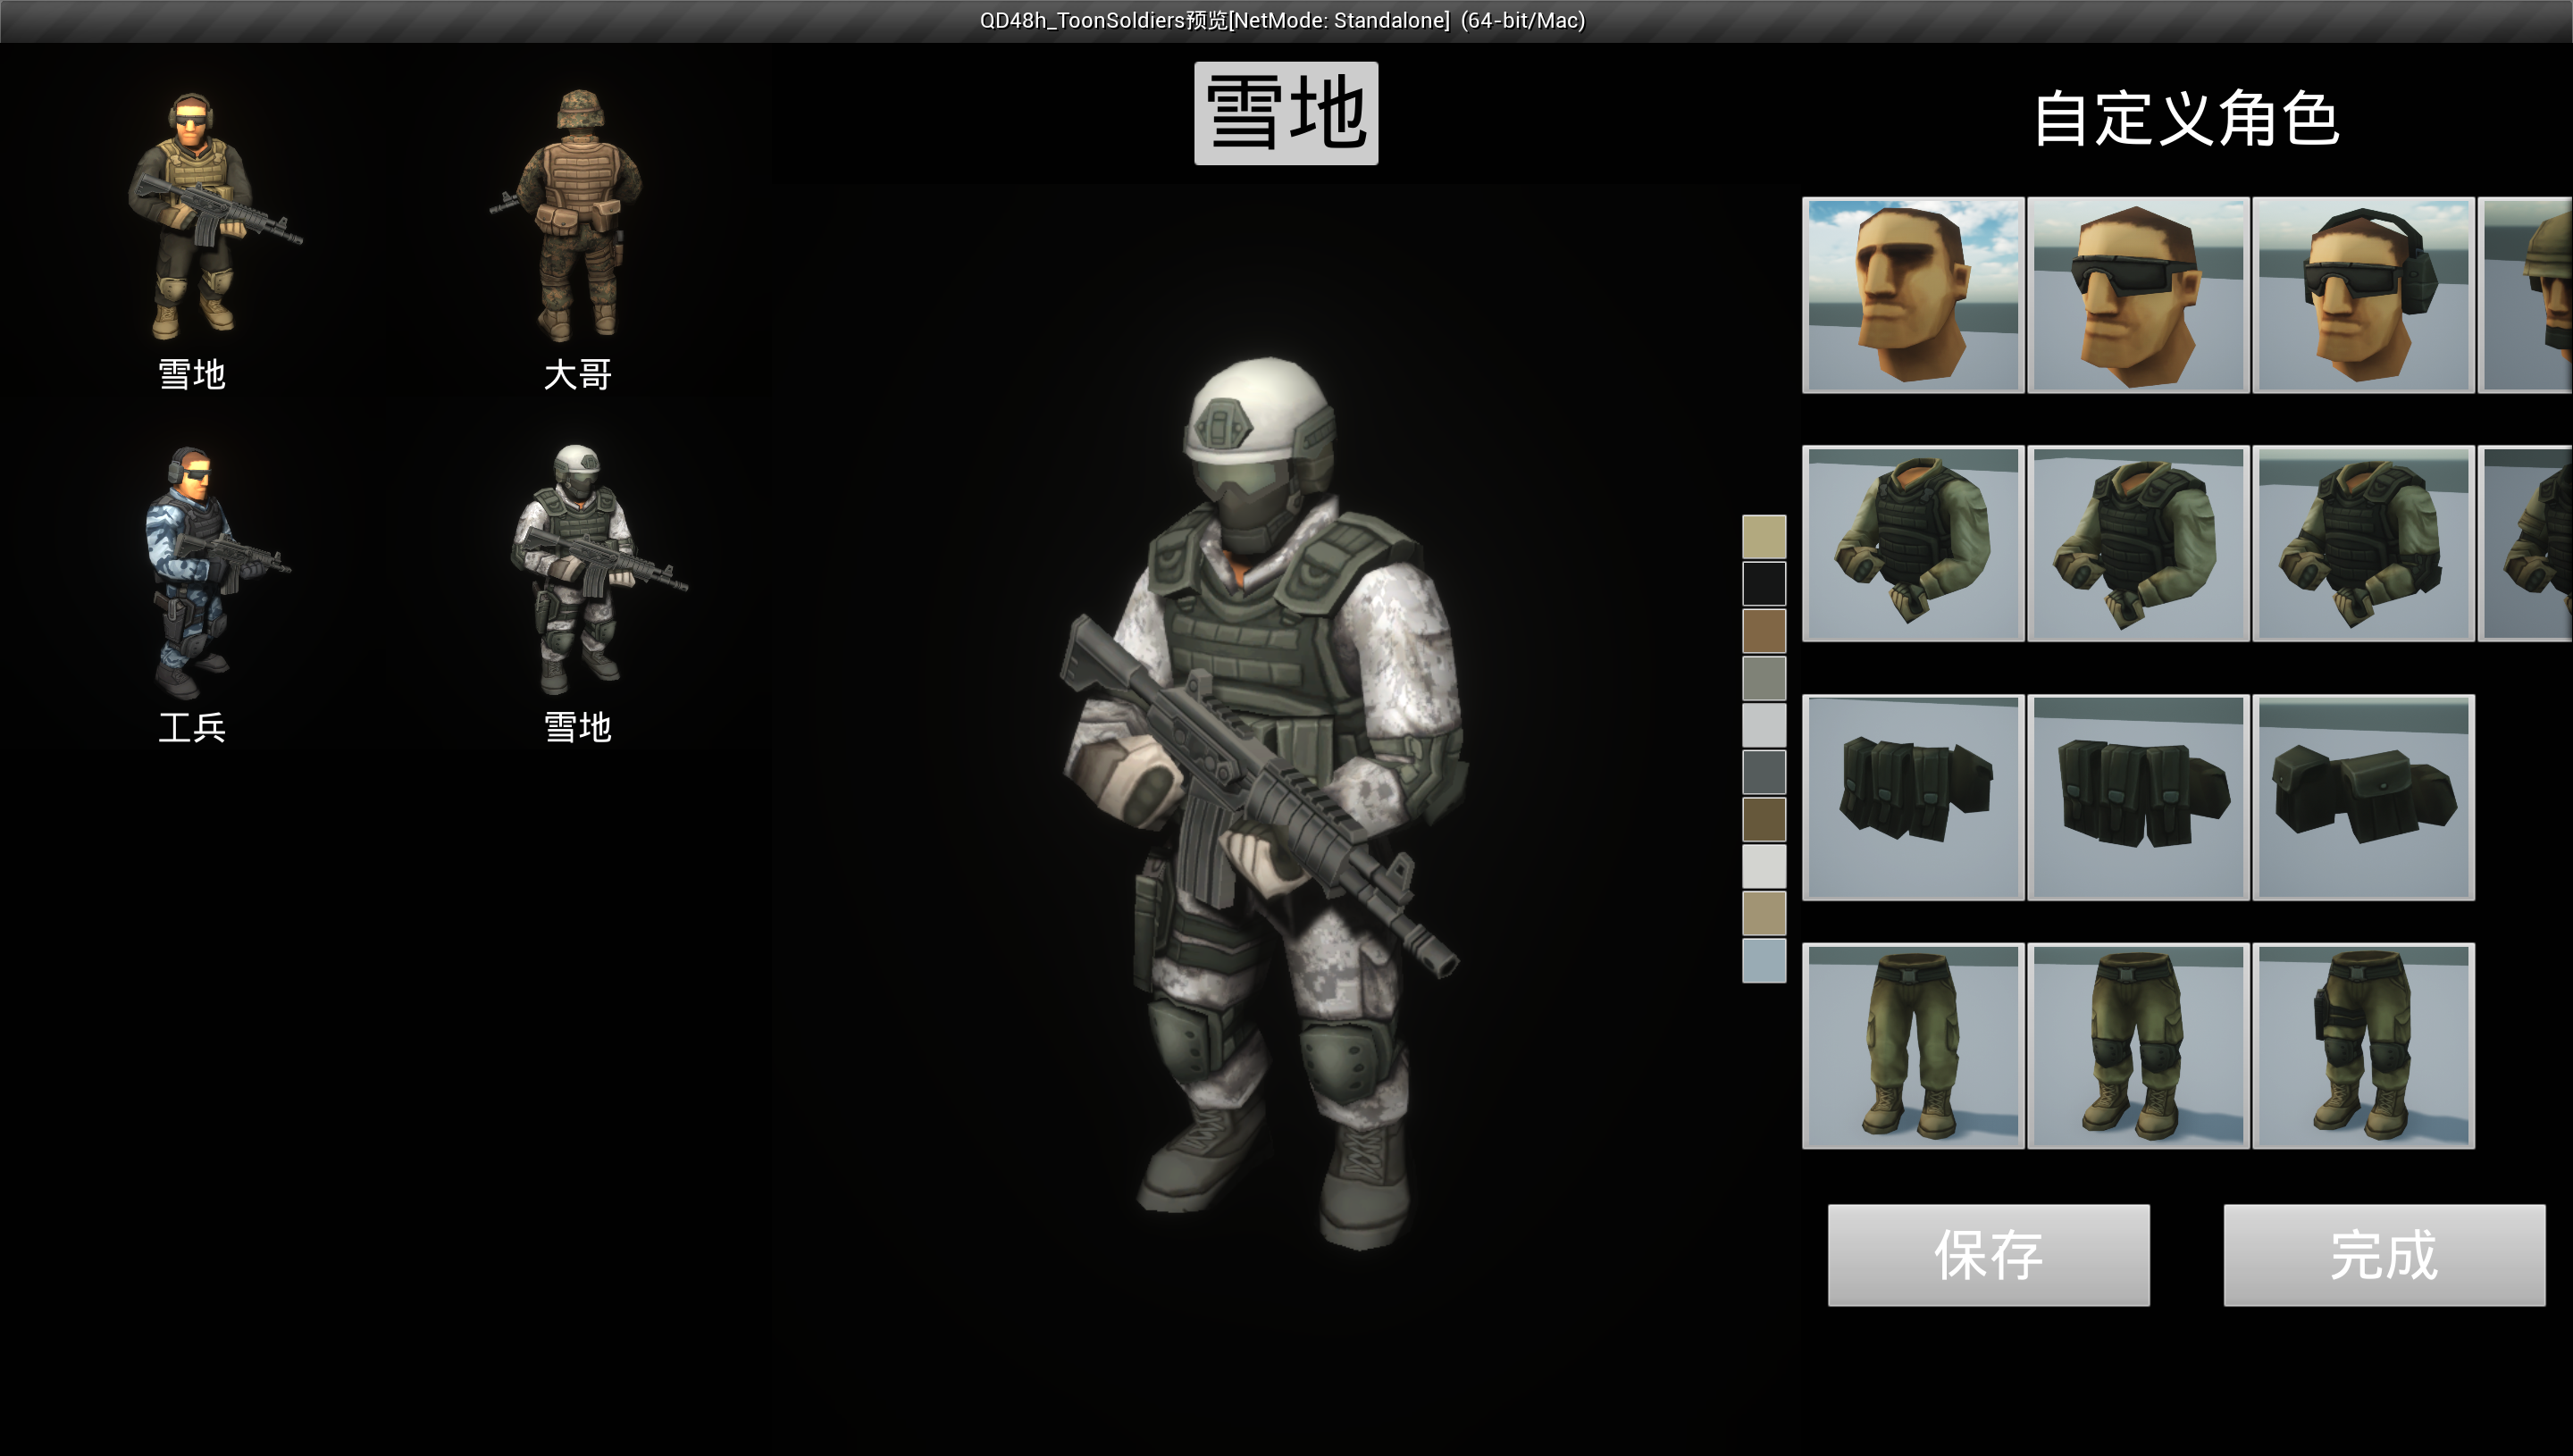 QD48h_ToonSoldiers预览[NetMode: Standalone]  (64-bit/Mac)
雪地
自定义角色
雪地
大哥
工兵
雪地
保存
完成